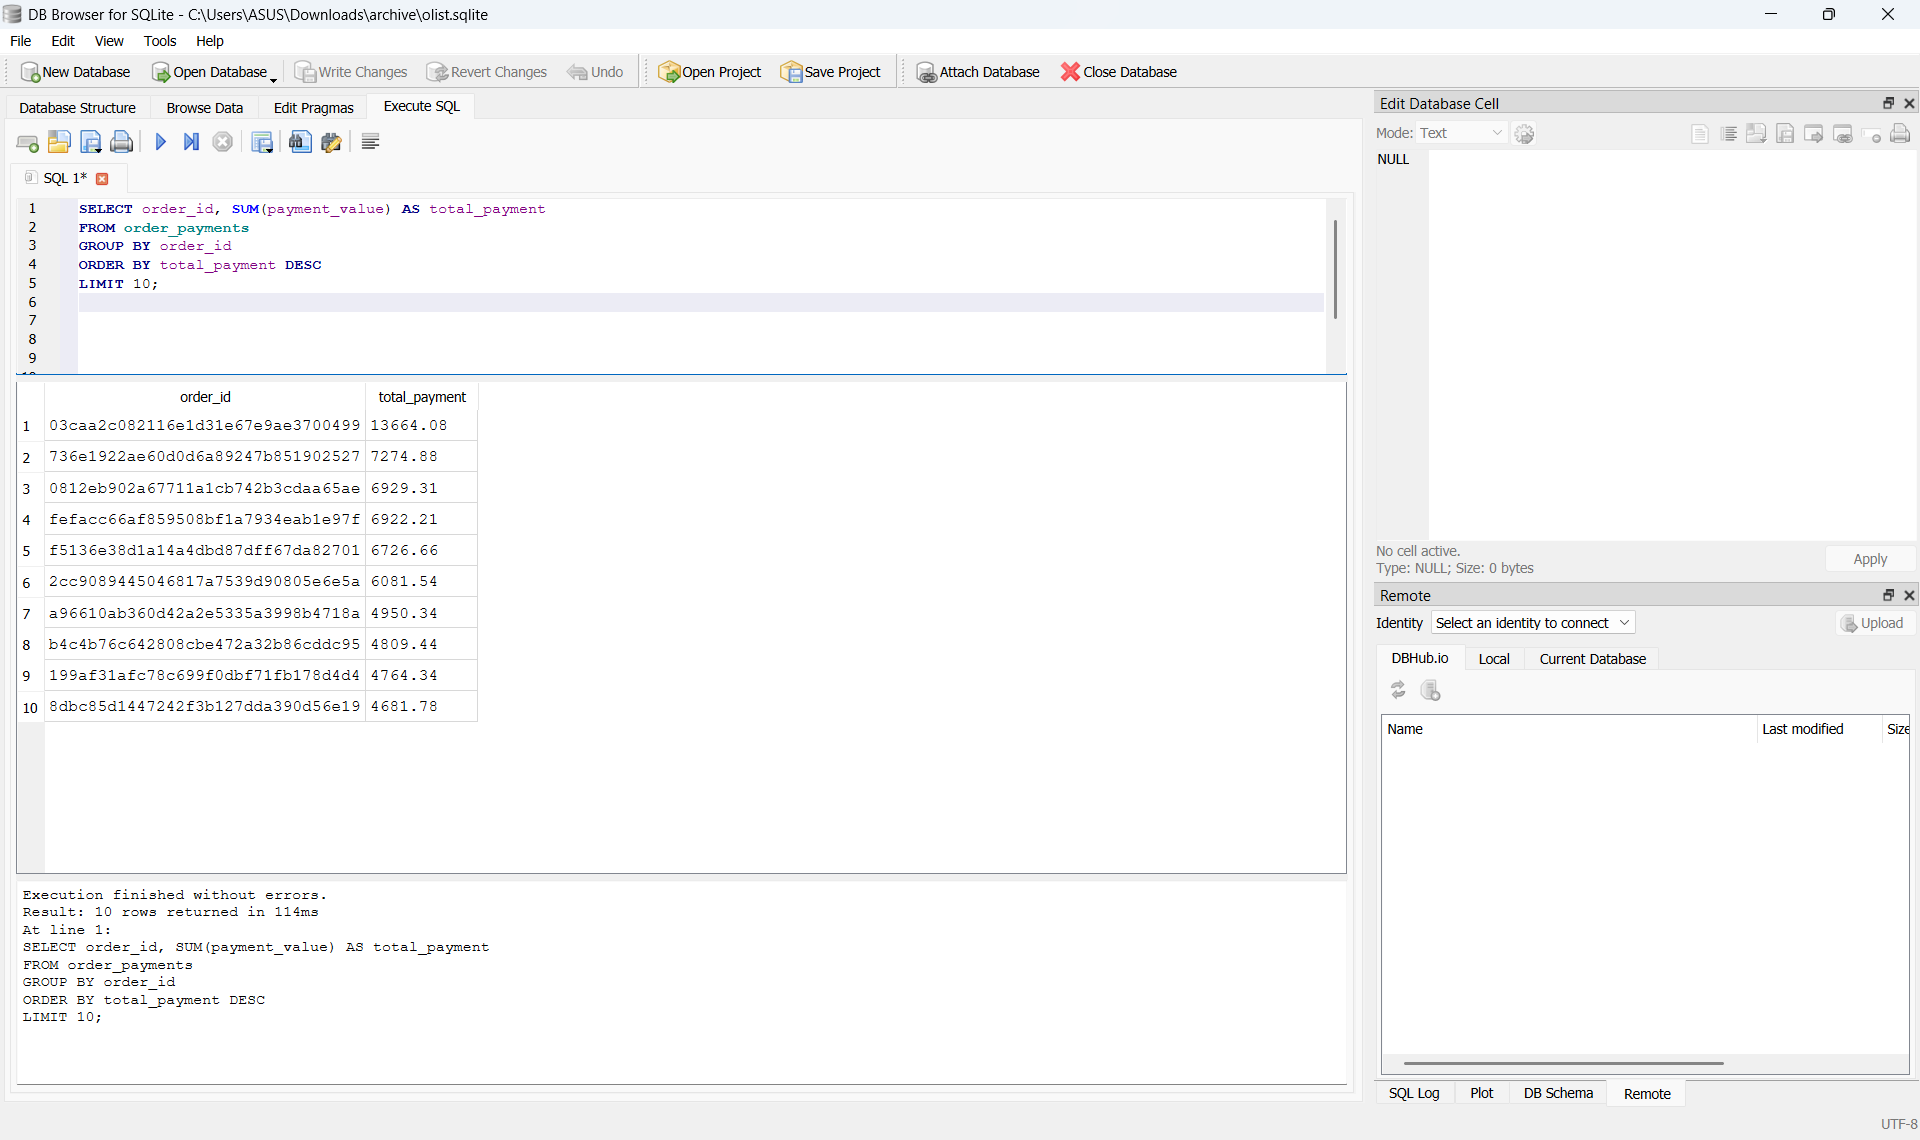 DB Browser for SQLite - C:\Users\ASUS\Downloads\archive\olist.sqlite
File Edit View Tools Help
New Database Open Database Write Changes Revert Changes Undo Open Project Save Project Attach Database Close Database
Database Structure Browse Data Edit Pragmas Execute SQL
SQL 1*
1 SELECT order_id, SUM(payment_value) AS total_payment
2 FROM order_payments
3 GROUP BY order_id
4 ORDER BY total_payment DESC
5 LIMIT 10;
6
7
8
9
order_id total_payment
1 03caa2c082116e1d31e67e9ae3700499 13664.08
2 736e1922ae60d0d6a89247b851902527 7274.88
3 0812eb902a67711a1cb742b3cdaa65ae 6929.31
4 fefacc66af859508bf1a7934eab1e97f 6922.21
5 f5136e38d1a14a4dbd87dff67da82701 6726.66
6 2cc9089445046817a7539d90805e6e5a 6081.54
7 a96610ab360d42a2e5335a3998b4718a 4950.34
8 b4c4b76c642808cbe472a32b86cddc95 4809.44
9 199af31afc78c699f0dbf71fb178d4d4 4764.34
10 8dbc85d1447242f3b127dda390d56e19 4681.78
Execution finished without errors.
Result: 10 rows returned in 114ms
At line 1:
SELECT order_id, SUM(payment_value) AS total_payment
FROM order_payments
GROUP BY order_id
ORDER BY total_payment DESC
LIMIT 10;
Edit Database Cell
Mode: Text
NULL
No cell active.
Type: NULL; Size: 0 bytes
Apply
Remote
Identity Select an identity to connect Upload
DBHub.io Local Current Database
Name Last modified Size
SQL Log Plot DB Schema Remote
UTF-8